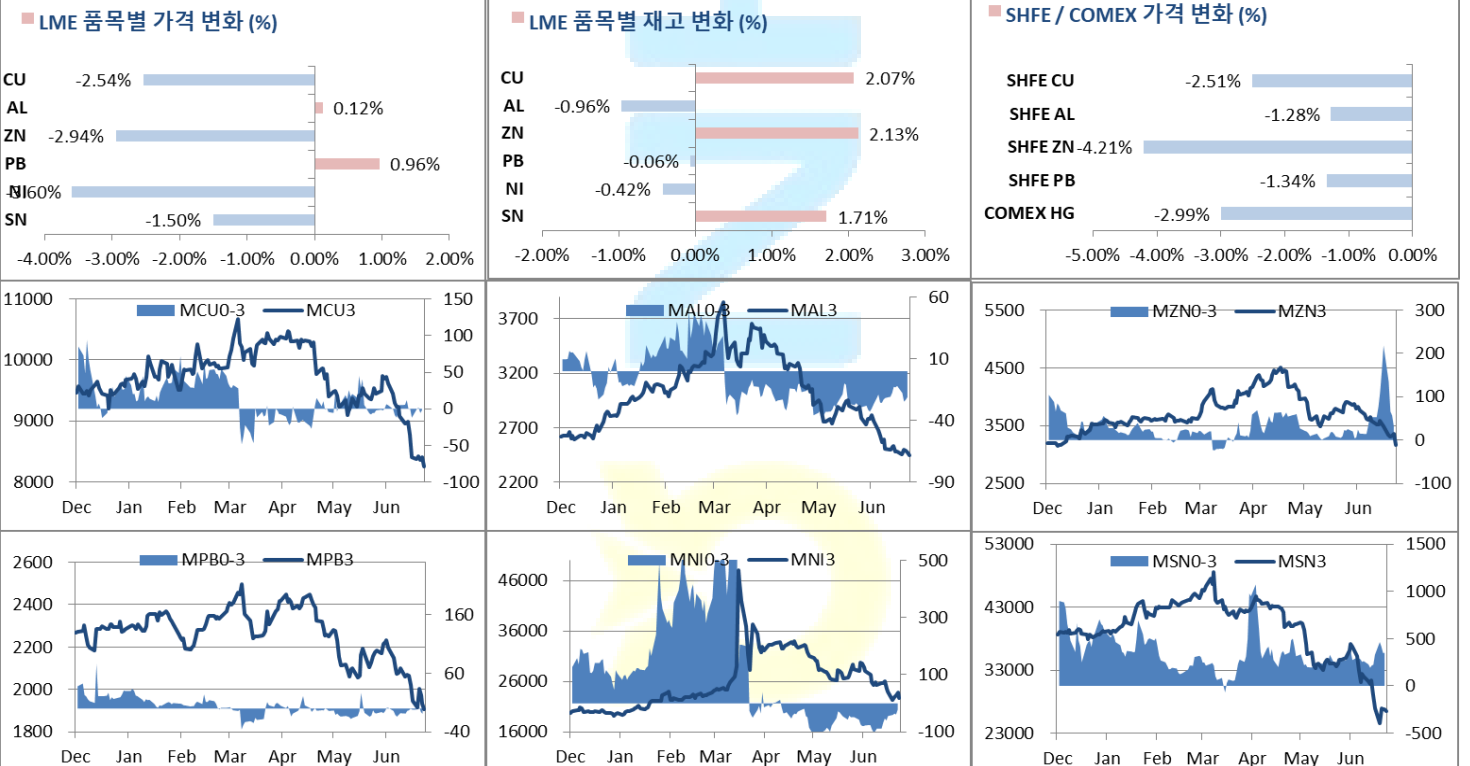 LME 품목별 가격 변화 (%)
CU -2.54%
AL 0.12%
ZN -2.94%
PB 0.96%
NI -3.60%
SN -1.50%
-4.00% -3.00% -2.00% -1.00% 0.00% 1.00% 2.00%
LME 품목별 재고 변화 (%)
CU 2.07%
AL -0.96%
ZN 2.13%
PB -0.06%
NI -0.42%
SN 1.71%
-2.00% -1.00% 0.00% 1.00% 2.00% 3.00%
SHFE / COMEX 가격 변화 (%)
SHFE CU -2.51%
SHFE AL -1.28%
SHFE ZN -4.21%
SHFE PB -1.34%
COMEX HG -2.99%
-5.00% -4.00% -3.00% -2.00% -1.00% 0.00%
MCU0-3 MCU3
11000 150
100
10000 50
0
9000 -50
8000 -100
Dec Jan Feb Mar Apr May Jun
MAL0-3 MAL3
60
3700
10
3200
-40
2700
2200 -90
Dec Jan Feb Mar Apr May Jun
MZN0-3 MZN3
5500 300
200
4500
100
3500 0
2500 -100
Dec Jan Feb Mar Apr May Jun
MPB0-3 MPB3
2600
2400 160
2200
60
2000
1800 -40
Dec Jan Feb Mar Apr May Jun
MNI0-3 MNI3
500
46000
300
36000
100
26000
16000 -100
Dec Jan Feb Mar Apr May Jun
MSN0-3 MSN3
53000 1500
1000
43000
500
33000
0
23000 -500
Dec Jan Feb Mar Apr May Jun